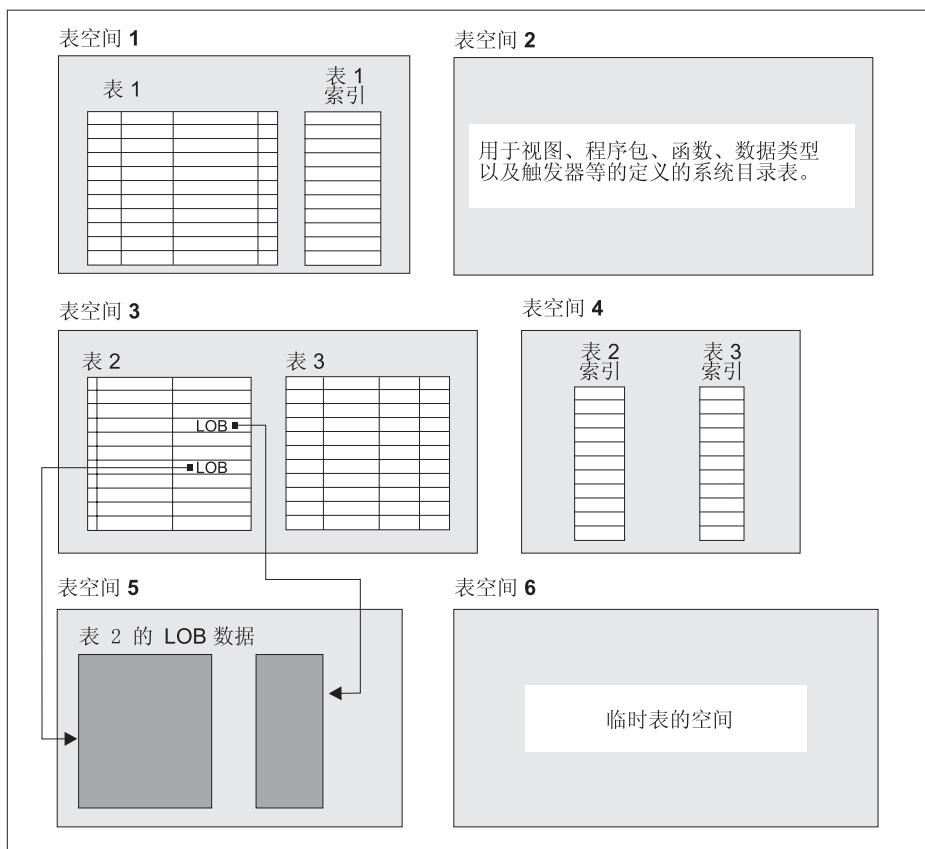 表空间 1
表 1
表 1
索引
表空间 2
用于视图、程序包、函数、数据类型
以及触发器等的定义的系统目录表。
表空间 3
表 2
表 3
LOB
LOB
表空间 4
表 2
索引
表 3
索引
表空间 5
表 2 的 LOB 数据
表空间 6
临时表的空间